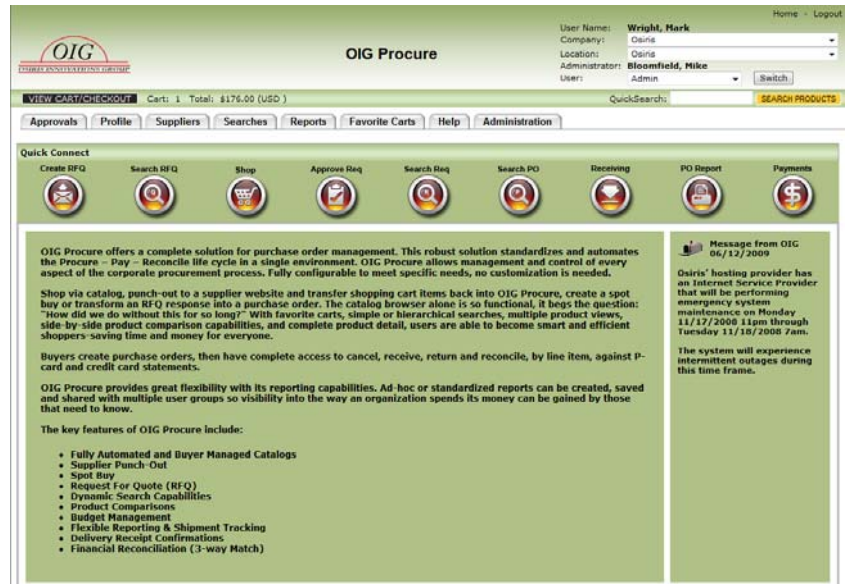 Home - Logout
User Name: Wright, Mark
Company: Osiris
Location: Osiris
Administrator: Bloomfield, Mike
User: Admin Switch
OIG
OSIRIS INNOVATIONS GROUP
OIG Procure
VIEW CART/CHECKOUT Cart: 1 Total: $176.00 (USD )
QuickSearch: SEARCH PRODUCTS
Approvals Profile Suppliers Searches Reports Favorite Carts Help Administration
Quick Connect
Create RFQ Search RFQ Shop Approve Req Search Req Search PO Receiving PO Report Payments
OIG Procure offers a complete solution for purchase order management. This robust solution standardizes and automates
the Procure – Pay – Reconcile life cycle in a single environment. OIG Procure allows management and control of every
aspect of the corporate procurement process. Fully configurable to meet specific needs, no customization is needed.
Shop via catalog, punch-out to a supplier website and transfer shopping cart items back into OIG Procure, create a spot
buy or transform an RFQ response into a purchase order. The catalog browser alone is so functional, it begs the question:
"How did we do without this for so long?" With favorite carts, simple or hierarchical searches, multiple product views,
side-by-side product comparison capabilities, and complete product detail, users are able to become smart and efficient
shoppers-saving time and money for everyone.
Buyers create purchase orders, then have complete access to cancel, receive, return and reconcile, by line item, against P-
card and credit card statements.
OIG Procure provides great flexibility with its reporting capabilities. Ad-hoc or standardized reports can be created, saved
and shared with multiple user groups so visibility into the way an organization spends its money can be gained by those
that need to know.
The key features of OIG Procure include:
• Fully Automated and Buyer Managed Catalogs
• Supplier Punch-Out
• Spot Buy
• Request For Quote (RFQ)
• Dynamic Search Capabilities
• Product Comparisons
• Budget Management
• Flexible Reporting & Shipment Tracking
• Delivery Receipt Confirmations
• Financial Reconciliation (3-way Match)
Message from OIG
06/12/2009
Osiris' hosting provider has
an Internet Service Provider
that will be performing
emergency system
maintenance on Monday
11/17/2008 11pm through
Tuesday 11/18/2008 7am.
The system will experience
intermittent outages during
this time frame.